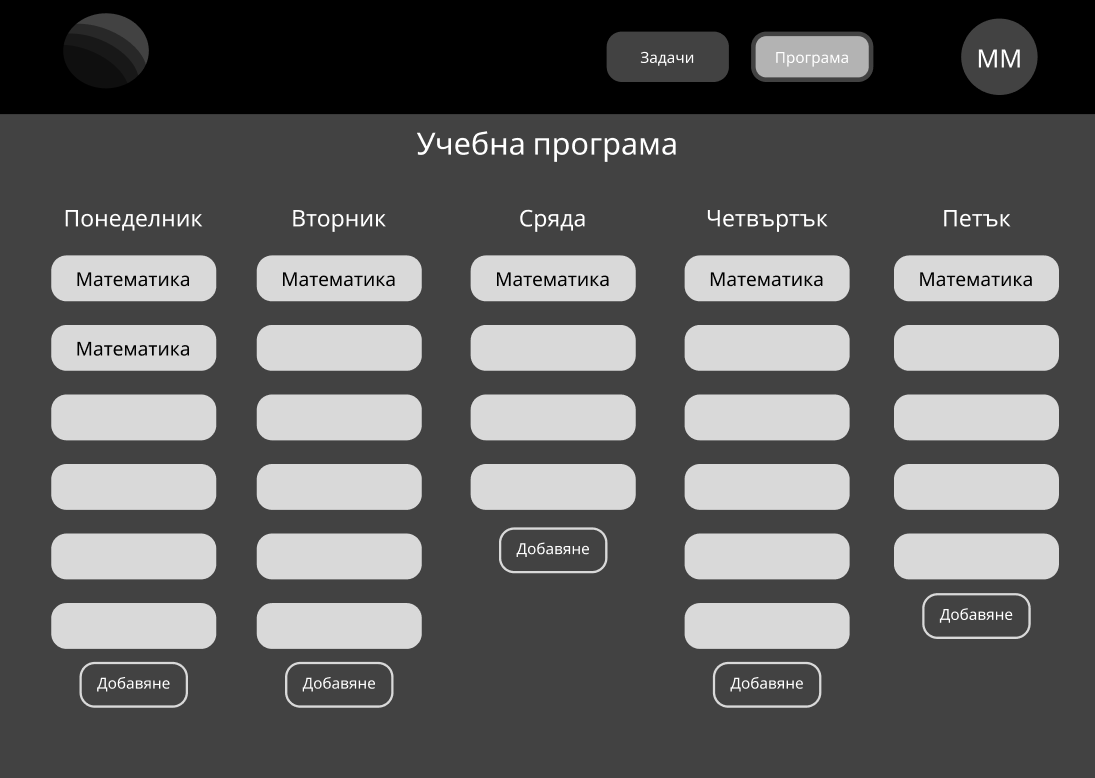 Задачи
Програма
ММ
Учебна програма
Понеделник
Вторник
Сряда
Четвъртък
Петък
Математика
Математика
Математика
Математика
Математика
Математика
Добавяне
Добавяне
Добавяне
Добавяне
Добавяне